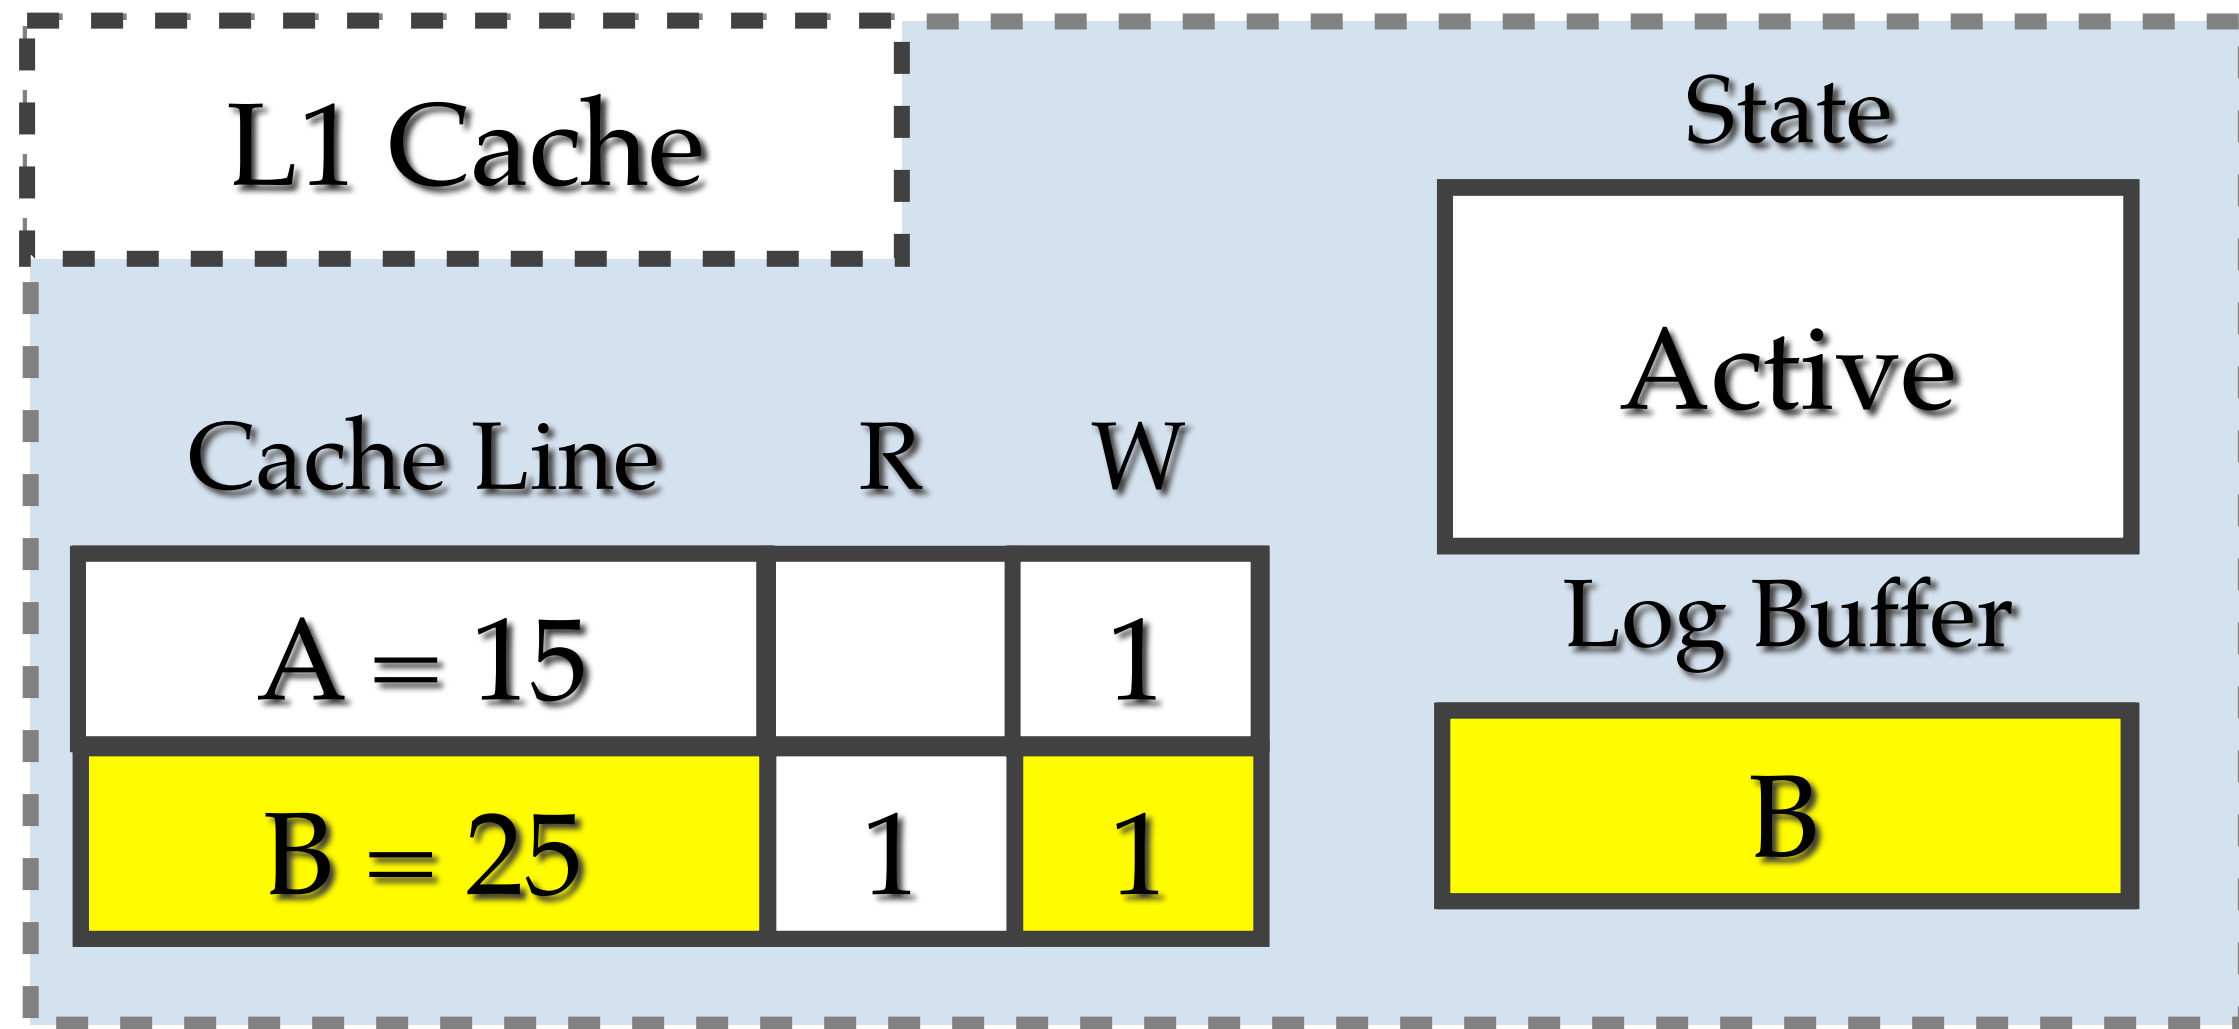 L1 Cache
State
Active
Cache Line R W
A = 15 1
B = 25 1 1
Log Buffer
B